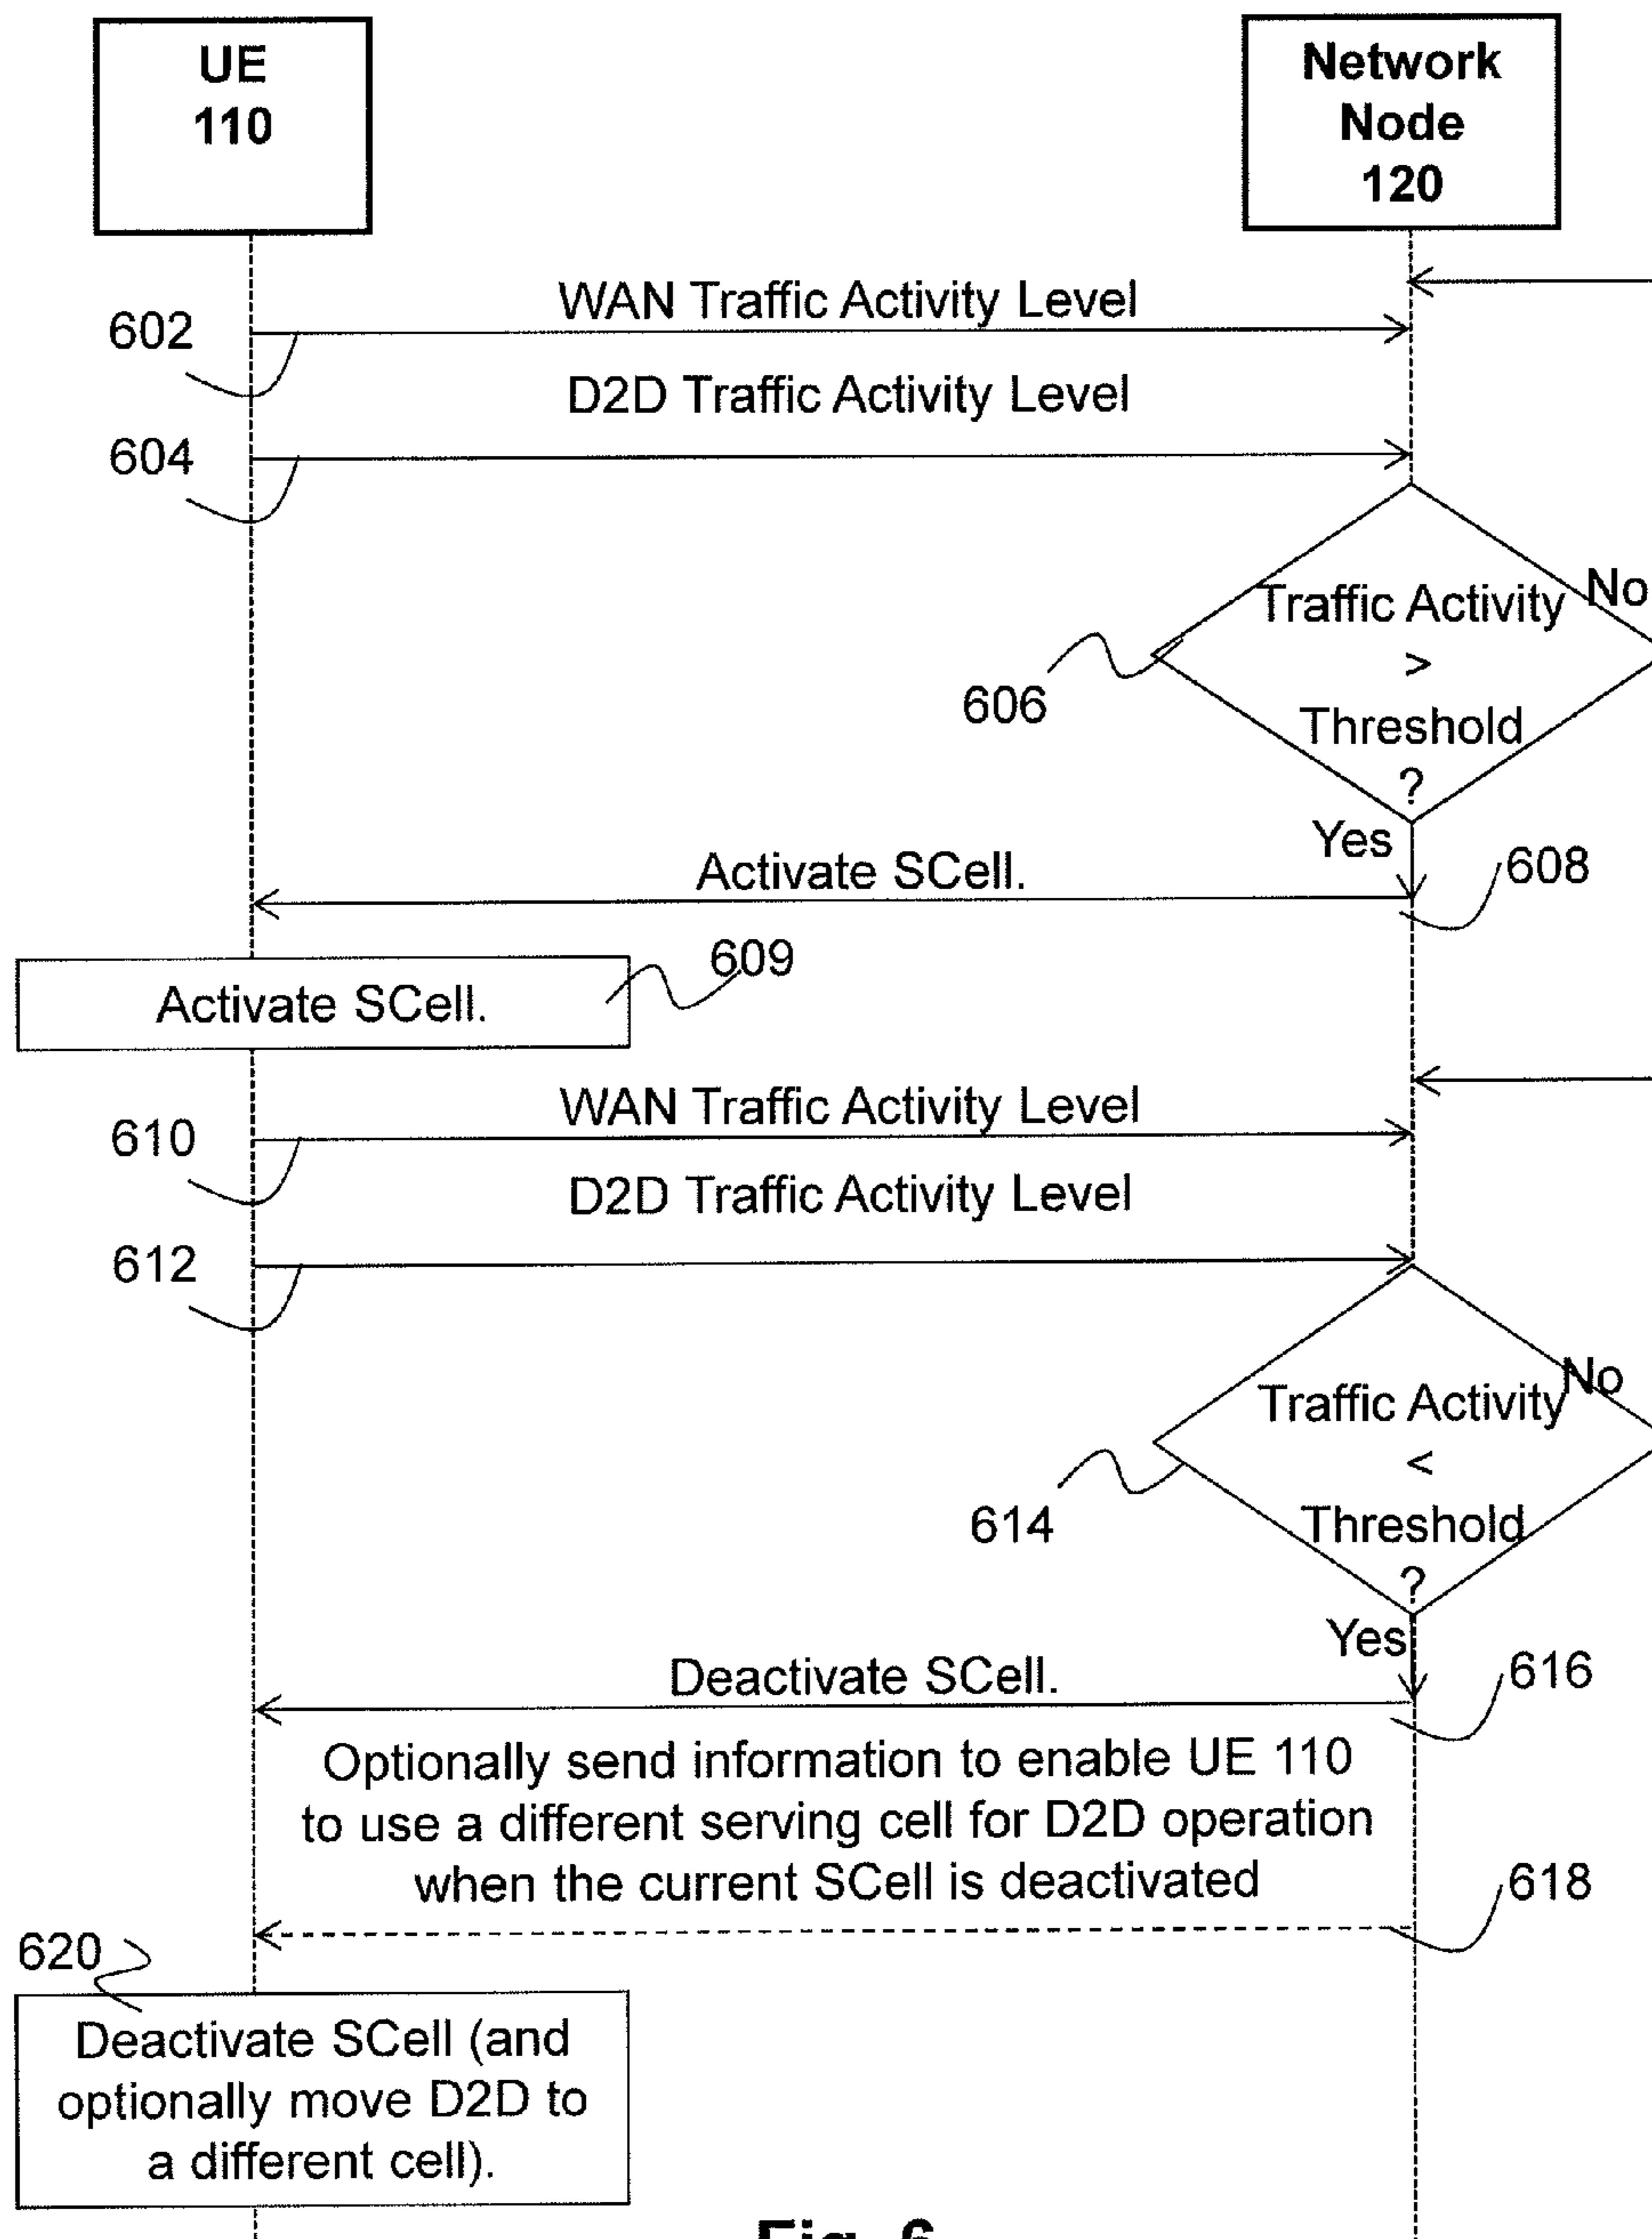 UE
110
Network
Node
120
WAN Traffic Activity Level
602
D2D Traffic Activity Level
604
Traffic Activity
>
Threshold
?
No
606
Yes
608
Activate SCell.
609
Activate SCell.
WAN Traffic Activity Level
610
D2D Traffic Activity Level
612
Traffic Activity
<
Threshold
?
No
614
Yes
616
Deactivate SCell.
Optionally send information to enable UE 110
to use a different serving cell for D2D operation
when the current SCell is deactivated
618
620
Deactivate SCell (and
optionally move D2D to
a different cell).
Fig. 6